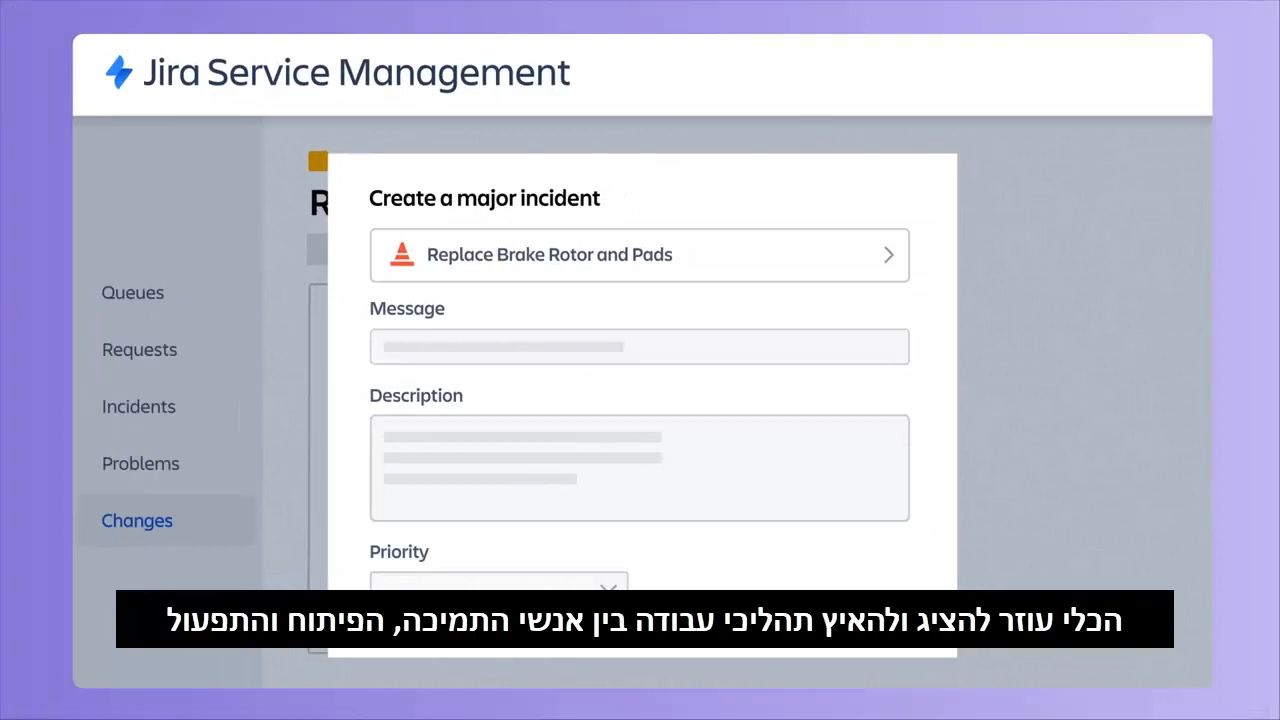 Jira Service Management
R
Create a major incident
Replace Brake Rotor and Pads
Message
Description
Priority
Queues
Requests
Incidents
Problems
Changes
הכלי עוזר להציג ולהאיץ תהליכי עבודה בין אנשי התמיכה, הפיתוח והתפעול